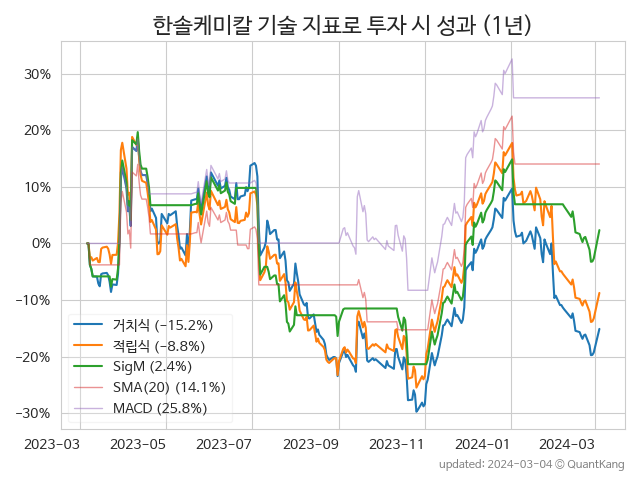 한솔케미칼 기술 지표로 투자 시 성과 (1년)
30%
20%
10%
0%
−10%
−20%
−30%
거치식 (−15.2%)
적립식 (−8.8%)
SigM (2.4%)
SMA(20) (14.1%)
MACD (25.8%)
2023−03 2023−05 2023−07 2023−09 2023−11 2024−01 2024−03
updated: 2024−03−04 ⓒ QuantKang